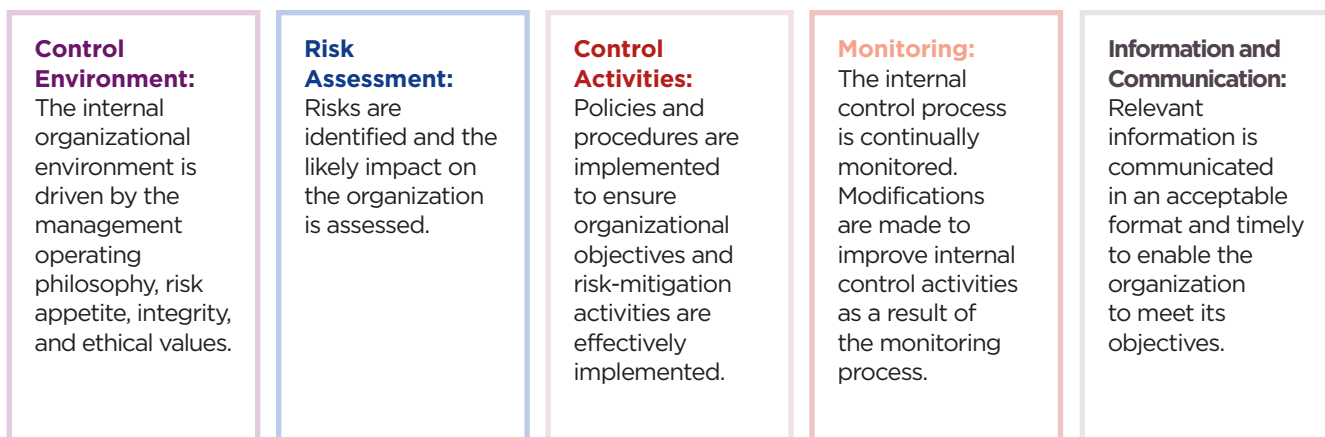 Control
Environment:
The internal
organizational
environment is
driven by the
management
operating
philosophy, risk
appetite, integrity,
and ethical values.
Risk
Assessment:
Risks are
identified and the
likely impact on
the organization
is assessed.
Control
Activities:
Policies and
procedures are
implemented
to ensure
organizational
objectives and
risk-mitigation
activities are
effectively
implemented.
Monitoring:
The internal
control process
is continually
monitored.
Modifications
are made to
improve internal
control activities
as a result of
the monitoring
process.
Information and
Communication:
Relevant
information is
communicated
in an acceptable
format and timely
to enable the
organization
to meet its
objectives.